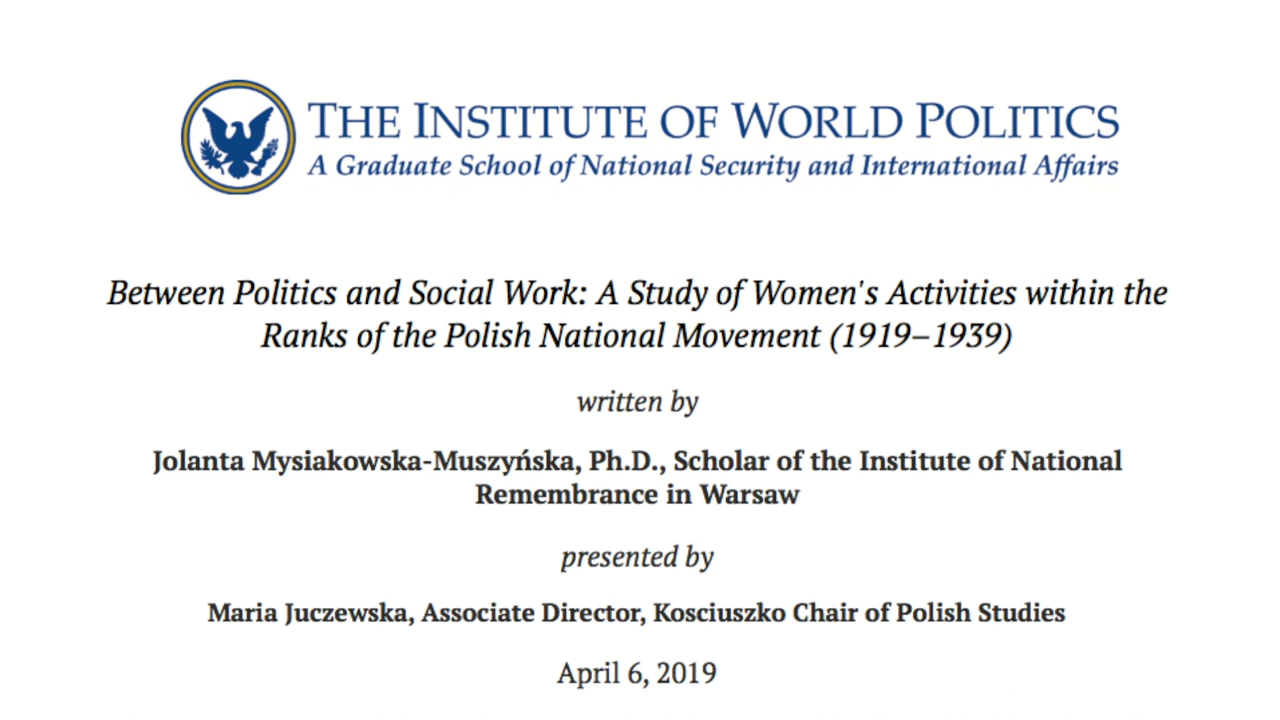 THE INSTITUTE OF WORLD POLITICS
A Graduate School of National Security and International Affairs
Between Politics and Social Work: A Study of Women's Activities within the
Ranks of the Polish National Movement (1919–1939)
written by
Jolanta Mysiakowska-Muszyńska, Ph.D., Scholar of the Institute of National
Remembrance in Warsaw
presented by
Maria Juczewska, Associate Director, Kosciuszko Chair of Polish Studies
April 6, 2019